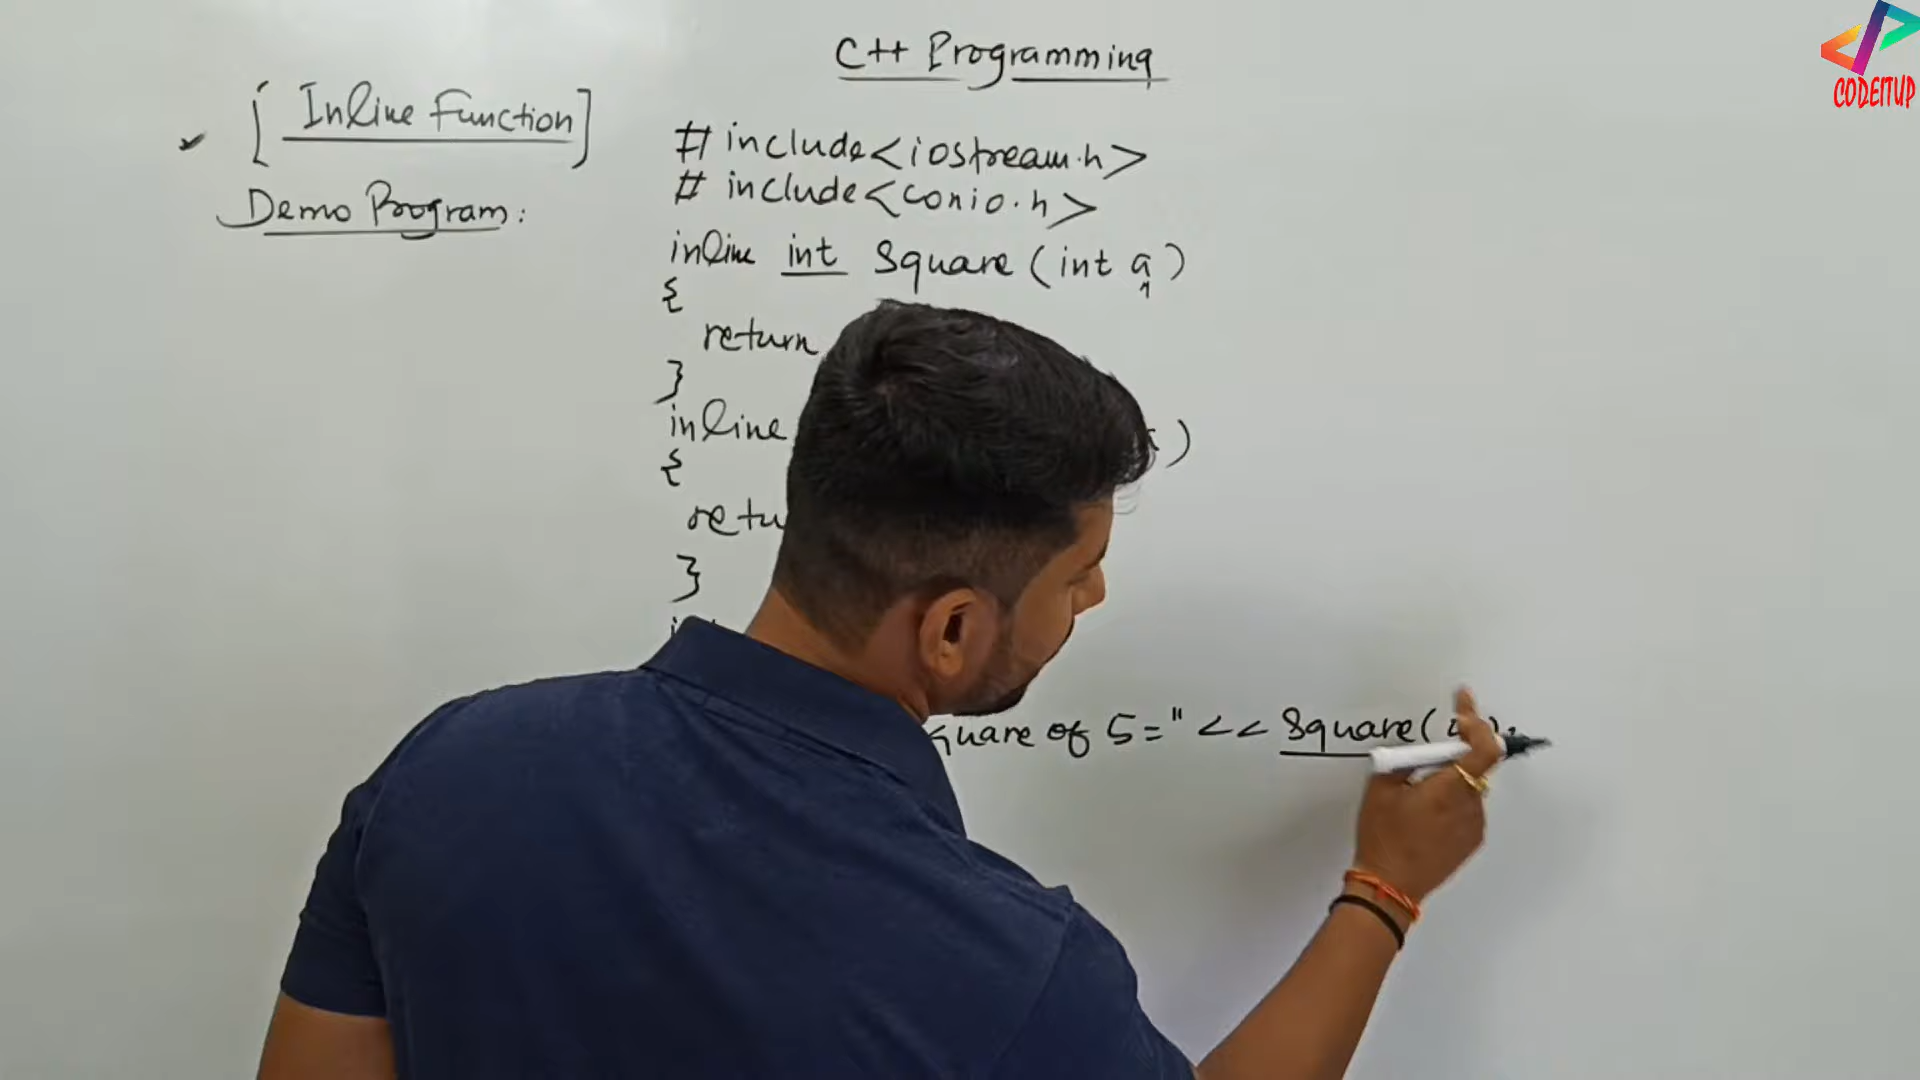 C++ Programming
CODEITUP
[ Inline Function ]
Demo Program:
# include<iostream.h>
# include<conio.h>
inline int Square (int a)
{
return
}
inline )
{
retu
}
quare of 5=" << Square(